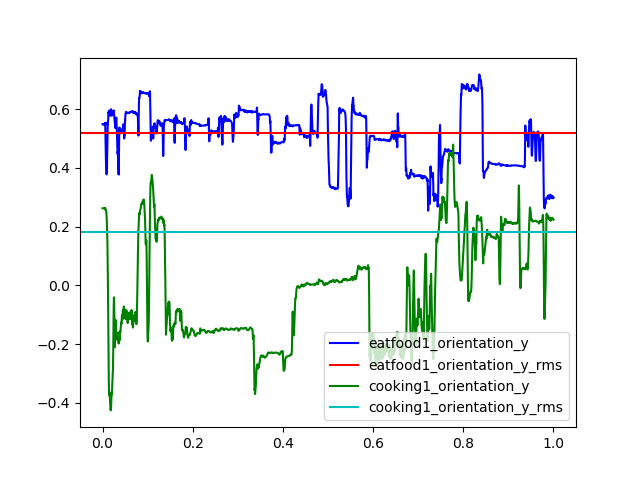 0.6
0.4
0.2
0.0
−0.2
−0.4
eatfood1_orientation_y
eatfood1_orientation_y_rms
cooking1_orientation_y
cooking1_orientation_y_rms
0.0 0.2 0.4 0.6 0.8 1.0